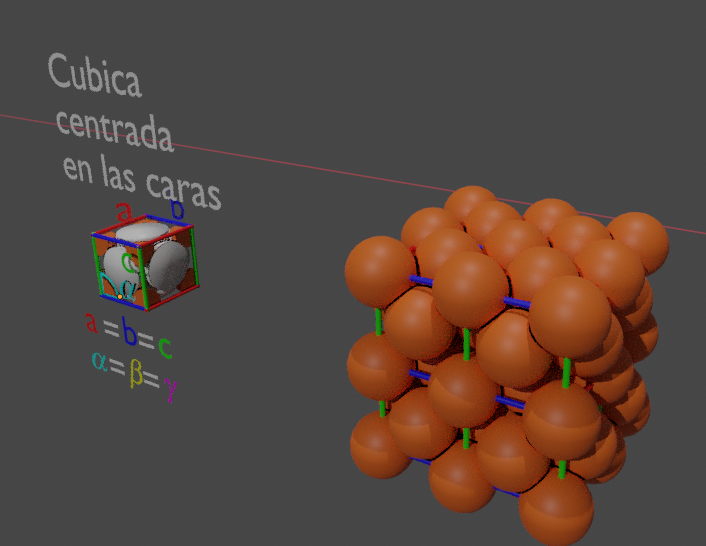 Cubica
centrada
en las caras
a b
c
a=b=c
α=β=γ